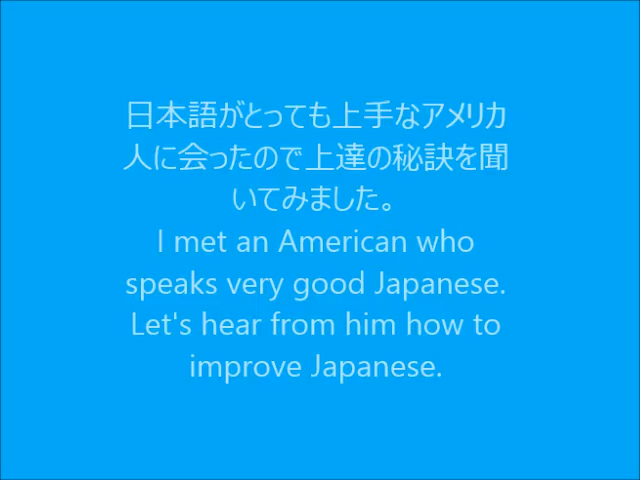 日本語がとっても上手なアメリカ
人に会ったので上達の秘訣を聞
いてみました。
I met an American who
speaks very good Japanese.
Let's hear from him how to
improve Japanese.